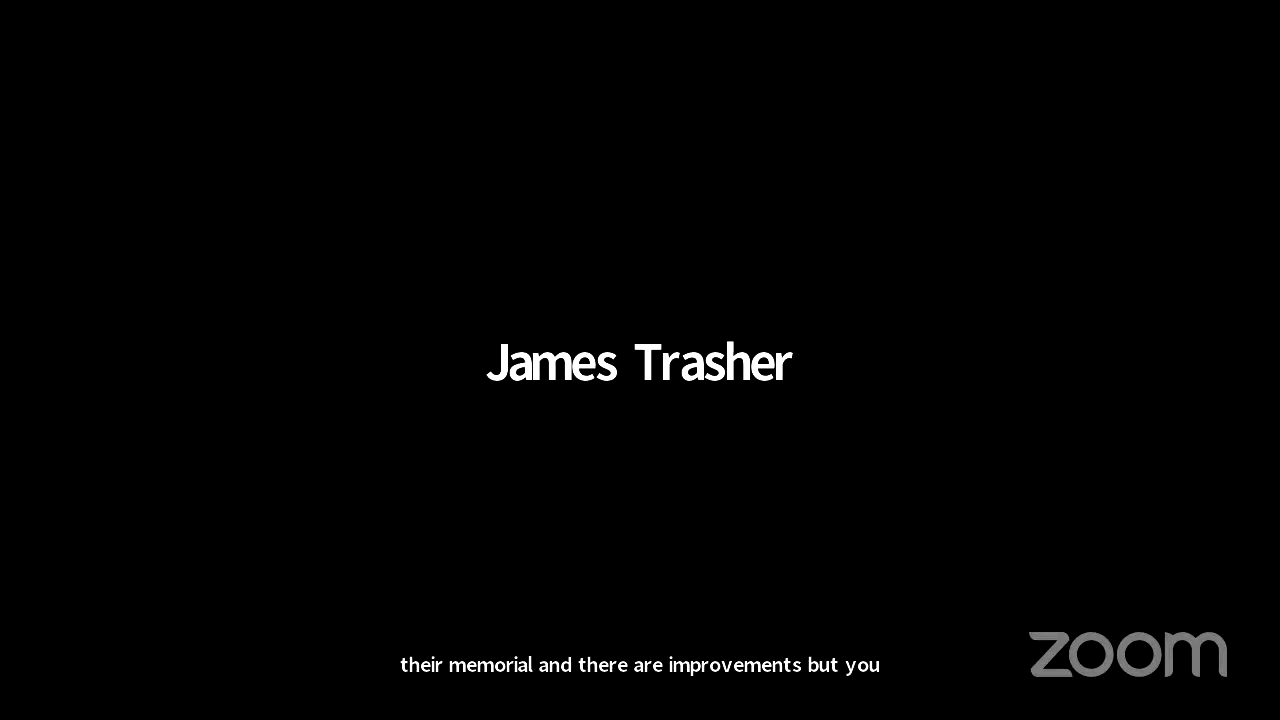 James Trasher
their memorial and there are improvements but you
zoom